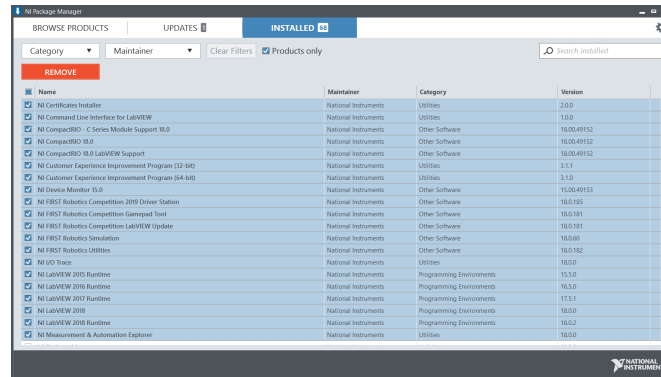 NI Package Manager
BROWSE PRODUCTS UPDATES 1 INSTALLED 68
Category Maintainer Clear Filters Products only Search installed
REMOVE
Name Maintainer Category Version
NI Certificates Installer National Instruments Utilities 2.0.0
NI Command Line Interface for LabVIEW National Instruments Utilities 1.0.0
NI CompactRIO - C Series Module Support 18.0 National Instruments Other Software 18.00.49152
NI CompactRIO 18.0 National Instruments Other Software 18.00.49152
NI CompactRIO 18.0 LabVIEW Support National Instruments Other Software 18.00.49152
NI Customer Experience Improvement Program (32-bit) National Instruments Utilities 3.1.1
NI Customer Experience Improvement Program (64-bit) National Instruments Utilities 3.1.0
NI Device Monitor 15.0 National Instruments Other Software 15.00.49153
NI FIRST Robotics Competition 2019 Driver Station National Instruments Other Software 18.0.185
NI FIRST Robotics Competition Gamepad Tool National Instruments Other Software 18.0.181
NI FIRST Robotics Competition LabVIEW Update National Instruments Other Software 18.0.181
NI FIRST Robotics Simulation National Instruments Other Software 18.0.60
NI FIRST Robotics Utilities National Instruments Other Software 18.0.182
NI I/O Trace National Instruments Utilities 18.0.0
NI LabVIEW 2015 Runtime National Instruments Programming Environments 15.5.0
NI LabVIEW 2016 Runtime National Instruments Programming Environments 16.5.0
NI LabVIEW 2017 Runtime National Instruments Programming Environments 17.5.1
NI LabVIEW 2018 National Instruments Programming Environments 18.0.0
NI LabVIEW 2018 Runtime National Instruments Programming Environments 18.0.2
NI Measurement & Automation Explorer National Instruments Utilities 18.0.0
NATIONAL
INSTRUMEN